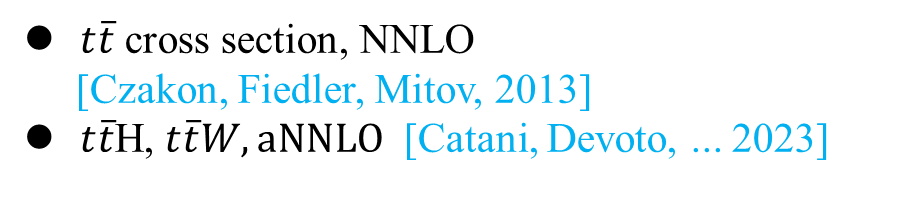 ● tt̄ cross section, NNLO
[Czakon, Fiedler, Mitov, 2013]
● tt̄H, tt̄W, aNNLO [Catani, Devoto, ... 2023]